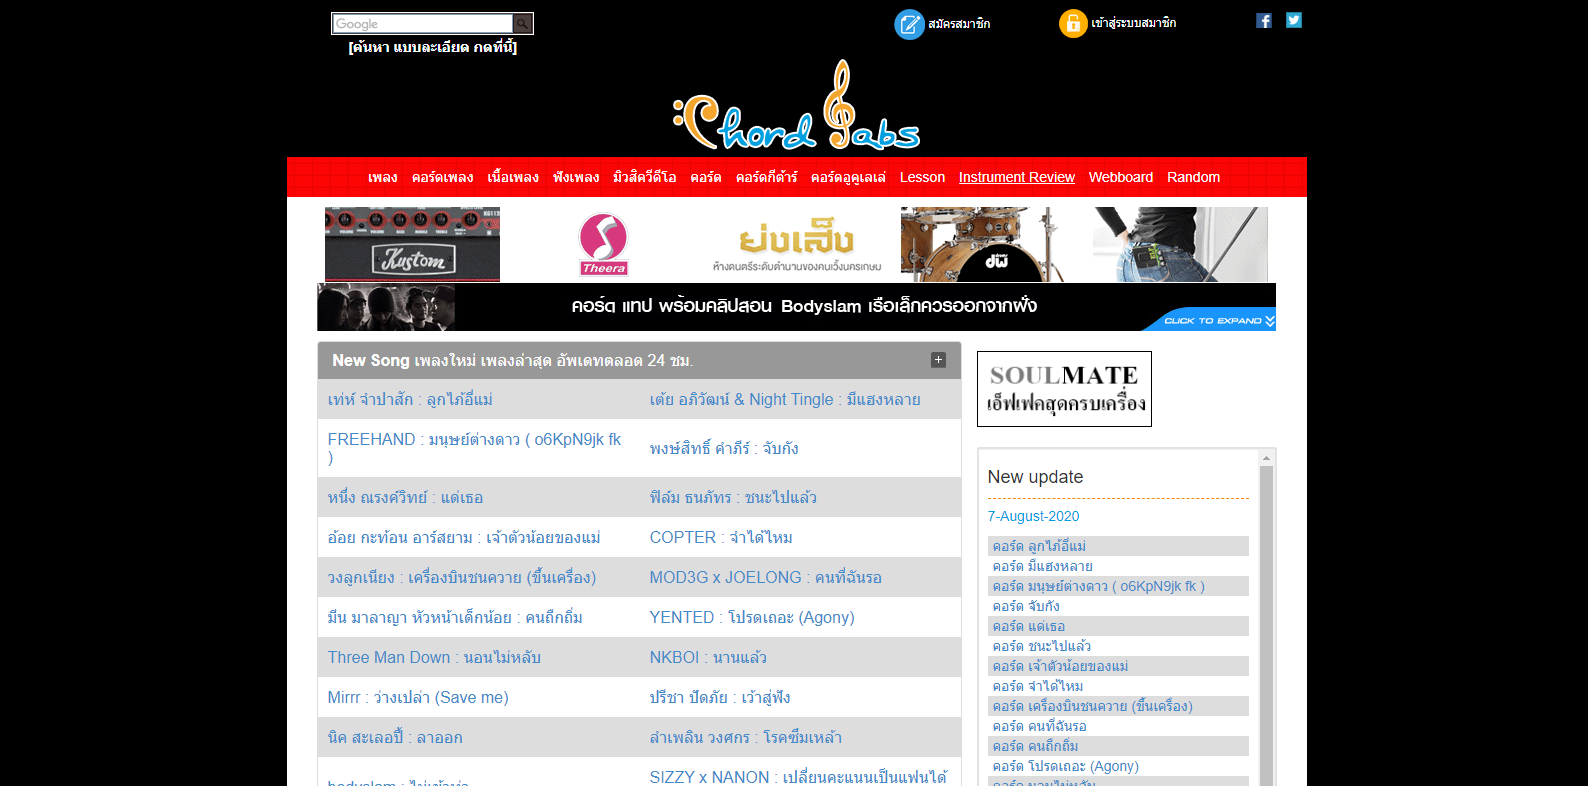 Google
[ค้นหา แบบละเอียด กดที่นี้]
สมัครสมาชิก
เข้าสู่ระบบสมาชิก
Chord Tabs
เพลง คอร์ดเพลง เนื้อเพลง ฟังเพลง มิวสิควีดีโอ คอร์ด คอร์ดกีต้าร์ คอร์ดอูคูเลเล่ Lesson Instrument Review Webboard Random
KG112
Kustom
Theera
ย่งเส็ง
ห้างดนตรีระดับตำนานของคนเวิ้งนครเกษม
dw
คอร์ด แทป พร้อมคลิปสอน Bodyslam เรือเล็กควรออกจากฝั่ง
CLICK TO EXPAND
New Song เพลงใหม่ เพลงล่าสุด อัพเดทตลอด 24 ชม.
เท่ห์ จำปาสัก : ลูกไภ้อี่แม่
เต้ย อภิวัฒน์ & Night Tingle : มีแฮงหลาย
FREEHAND : มนุษย์ต่างดาว ( o6KpN9jk fk
)
พงษ์สิทธิ์ คำภีร์ : จับกัง
หนึ่ง ณรงค์วิทย์ : แด่เธอ
ฟิล์ม ธนภัทร : ชนะไปแล้ว
อ้อย กะท้อน อาร์สยาม : เจ้าตัวน้อยของแม่
COPTER : จำได้ไหม
วงลูกเนียง : เครื่องบินชนควาย (ขึ้นเครื่อง)
MOD3G x JOELONG : คนที่ฉันรอ
มีน มาลาญา หัวหน้าเด็กน้อย : คนถืกถิ่ม
YENTED : โปรดเถอะ (Agony)
Three Man Down : นอนไม่หลับ
NKBOI : นานแล้ว
Mirrr : ว่างเปล่า (Save me)
ปรีชา ปัดภัย : เว้าสู่ฟัง
นิค สะเลอปี้ : ลาออก
ลำเพลิน วงศกร : โรคซึมเหล้า
SIZZY x NANON : เปลี่ยนคะแนนเป็นแฟนได้
SOULMATE
เอ็ฟเฟคสุดครบเครื่อง
New update
7-August-2020
คอร์ด ลูกไภ้อี่แม่
คอร์ด มีแฮงหลาย
คอร์ด มนุษย์ต่างดาว ( o6KpN9jk fk )
คอร์ด จับกัง
คอร์ด แด่เธอ
คอร์ด ชนะไปแล้ว
คอร์ด เจ้าตัวน้อยของแม่
คอร์ด จำได้ไหม
คอร์ด เครื่องบินชนควาย (ขึ้นเครื่อง)
คอร์ด คนที่ฉันรอ
คอร์ด คนถืกถิ่ม
คอร์ด โปรดเถอะ (Agony)